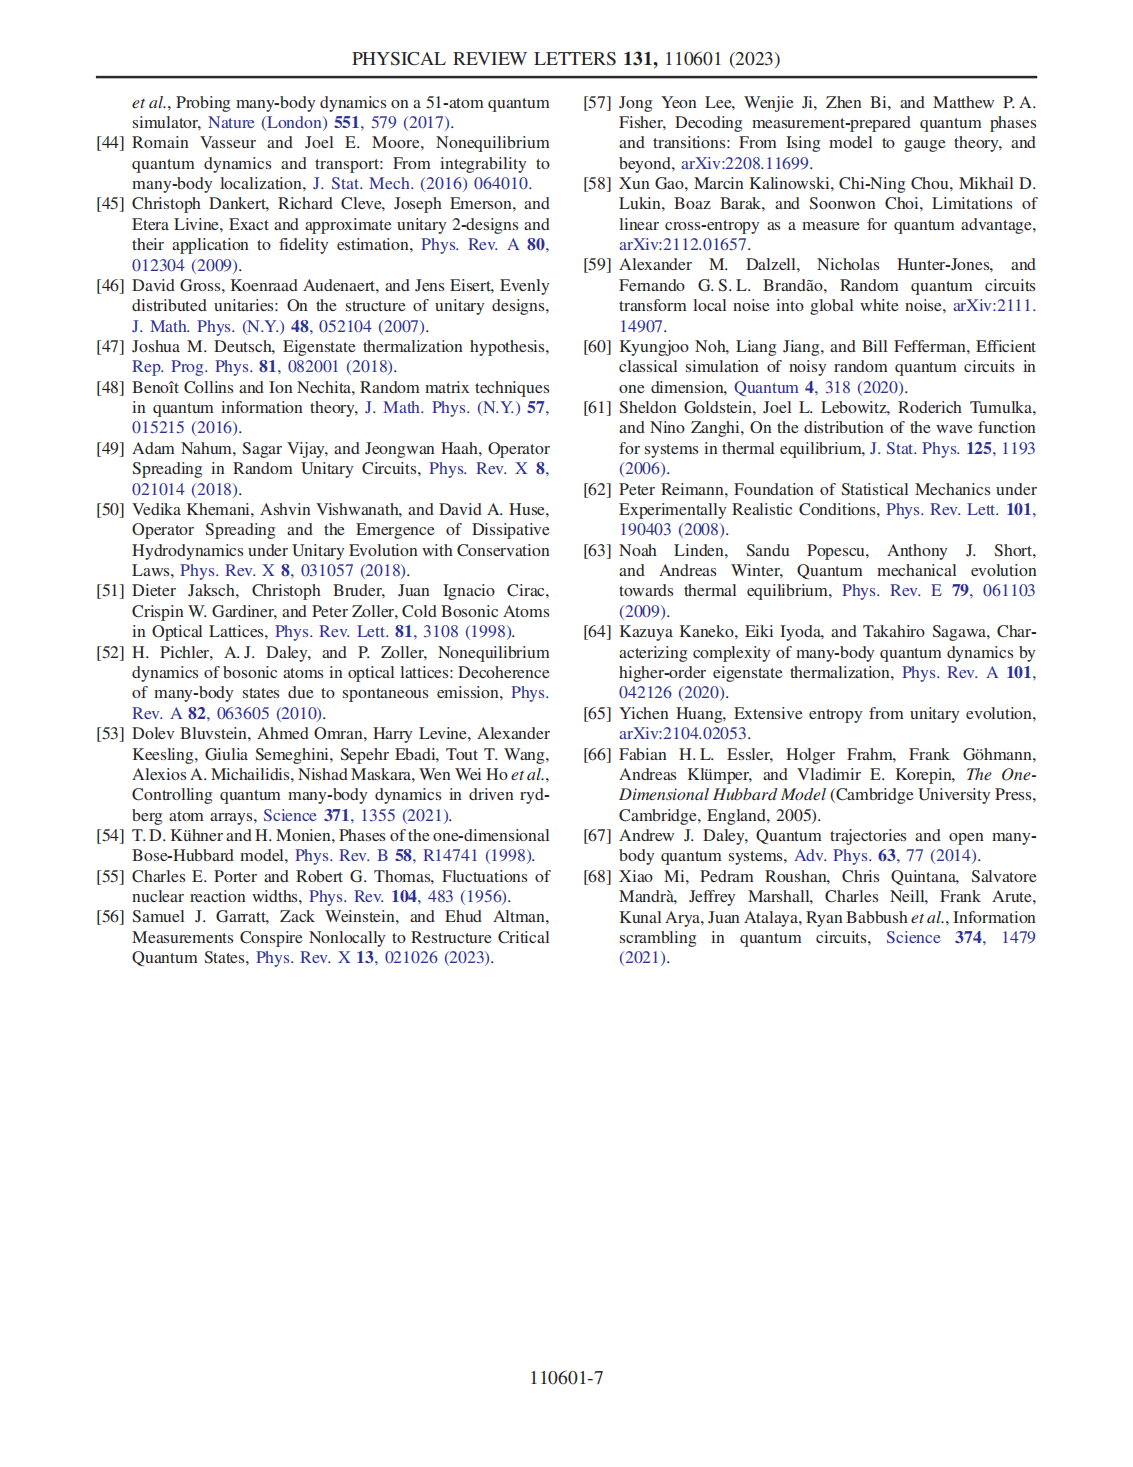 PHYSICAL REVIEW LETTERS 131, 110601 (2023)
et al., Probing many-body dynamics on a 51-atom quantum
simulator, Nature (London) 551, 579 (2017).
[44] Romain Vasseur and Joel E. Moore, Nonequilibrium
quantum dynamics and transport: From integrability to
many-body localization, J. Stat. Mech. (2016) 064010.
[45] Christoph Dankert, Richard Cleve, Joseph Emerson, and
Etera Livine, Exact and approximate unitary 2-designs and
their application to fidelity estimation, Phys. Rev. A 80,
012304 (2009).
[46] David Gross, Koenraad Audenaert, and Jens Eisert, Evenly
distributed unitaries: On the structure of unitary designs,
J. Math. Phys. (N.Y.) 48, 052104 (2007).
[47] Joshua M. Deutsch, Eigenstate thermalization hypothesis,
Rep. Prog. Phys. 81, 082001 (2018).
[48] Benoît Collins and Ion Nechita, Random matrix techniques
in quantum information theory, J. Math. Phys. (N.Y.) 57,
015215 (2016).
[49] Adam Nahum, Sagar Vijay, and Jeongwan Haah, Operator
Spreading in Random Unitary Circuits, Phys. Rev. X 8,
021014 (2018).
[50] Vedika Khemani, Ashvin Vishwanath, and David A. Huse,
Operator Spreading and the Emergence of Dissipative
Hydrodynamics under Unitary Evolution with Conservation
Laws, Phys. Rev. X 8, 031057 (2018).
[51] Dieter Jaksch, Christoph Bruder, Juan Ignacio Cirac,
Crispin W. Gardiner, and Peter Zoller, Cold Bosonic Atoms
in Optical Lattices, Phys. Rev. Lett. 81, 3108 (1998).
[52] H. Pichler, A. J. Daley, and P. Zoller, Nonequilibrium
dynamics of bosonic atoms in optical lattices: Decoherence
of many-body states due to spontaneous emission, Phys.
Rev. A 82, 063605 (2010).
[53] Dolev Bluvstein, Ahmed Omran, Harry Levine, Alexander
Keesling, Giulia Semeghini, Sepehr Ebadi, Tout T. Wang,
Alexios A. Michailidis, Nishad Maskara, Wen Wei Ho et al.,
Controlling quantum many-body dynamics in driven ryd-
berg atom arrays, Science 371, 1355 (2021).
[54] T. D. Kühner and H. Monien, Phases of the one-dimensional
Bose-Hubbard model, Phys. Rev. B 58, R14741 (1998).
[55] Charles E. Porter and Robert G. Thomas, Fluctuations of
nuclear reaction widths, Phys. Rev. 104, 483 (1956).
[56] Samuel J. Garratt, Zack Weinstein, and Ehud Altman,
Measurements Conspire Nonlocally to Restructure Critical
Quantum States, Phys. Rev. X 13, 021026 (2023).
[57] Jong Yeon Lee, Wenjie Ji, Zhen Bi, and Matthew P. A.
Fisher, Decoding measurement-prepared quantum phases
and transitions: From Ising model to gauge theory, and
beyond, arXiv:2208.11699.
[58] Xun Gao, Marcin Kalinowski, Chi-Ning Chou, Mikhail D.
Lukin, Boaz Barak, and Soonwon Choi, Limitations of
linear cross-entropy as a measure for quantum advantage,
arXiv:2112.01657.
[59] Alexander M. Dalzell, Nicholas Hunter-Jones, and
Fernando G. S. L. Brandão, Random quantum circuits
transform local noise into global white noise, arXiv:2111.
14907.
[60] Kyungjoo Noh, Liang Jiang, and Bill Fefferman, Efficient
classical simulation of noisy random quantum circuits in
one dimension, Quantum 4, 318 (2020).
[61] Sheldon Goldstein, Joel L. Lebowitz, Roderich Tumulka,
and Nino Zanghi, On the distribution of the wave function
for systems in thermal equilibrium, J. Stat. Phys. 125, 1193
(2006).
[62] Peter Reimann, Foundation of Statistical Mechanics under
Experimentally Realistic Conditions, Phys. Rev. Lett. 101,
190403 (2008).
[63] Noah Linden, Sandu Popescu, Anthony J. Short,
and Andreas Winter, Quantum mechanical evolution
towards thermal equilibrium, Phys. Rev. E 79, 061103
(2009).
[64] Kazuya Kaneko, Eiki Iyoda, and Takahiro Sagawa, Char-
acterizing complexity of many-body quantum dynamics by
higher-order eigenstate thermalization, Phys. Rev. A 101,
042126 (2020).
[65] Yichen Huang, Extensive entropy from unitary evolution,
arXiv:2104.02053.
[66] Fabian H. L. Essler, Holger Frahm, Frank Göhmann,
Andreas Klümper, and Vladimir E. Korepin, The One-
Dimensional Hubbard Model (Cambridge University Press,
Cambridge, England, 2005).
[67] Andrew J. Daley, Quantum trajectories and open many-
body quantum systems, Adv. Phys. 63, 77 (2014).
[68] Xiao Mi, Pedram Roushan, Chris Quintana, Salvatore
Mandrà, Jeffrey Marshall, Charles Neill, Frank Arute,
Kunal Arya, Juan Atalaya, Ryan Babbush et al., Information
scrambling in quantum circuits, Science 374, 1479
(2021).
110601-7